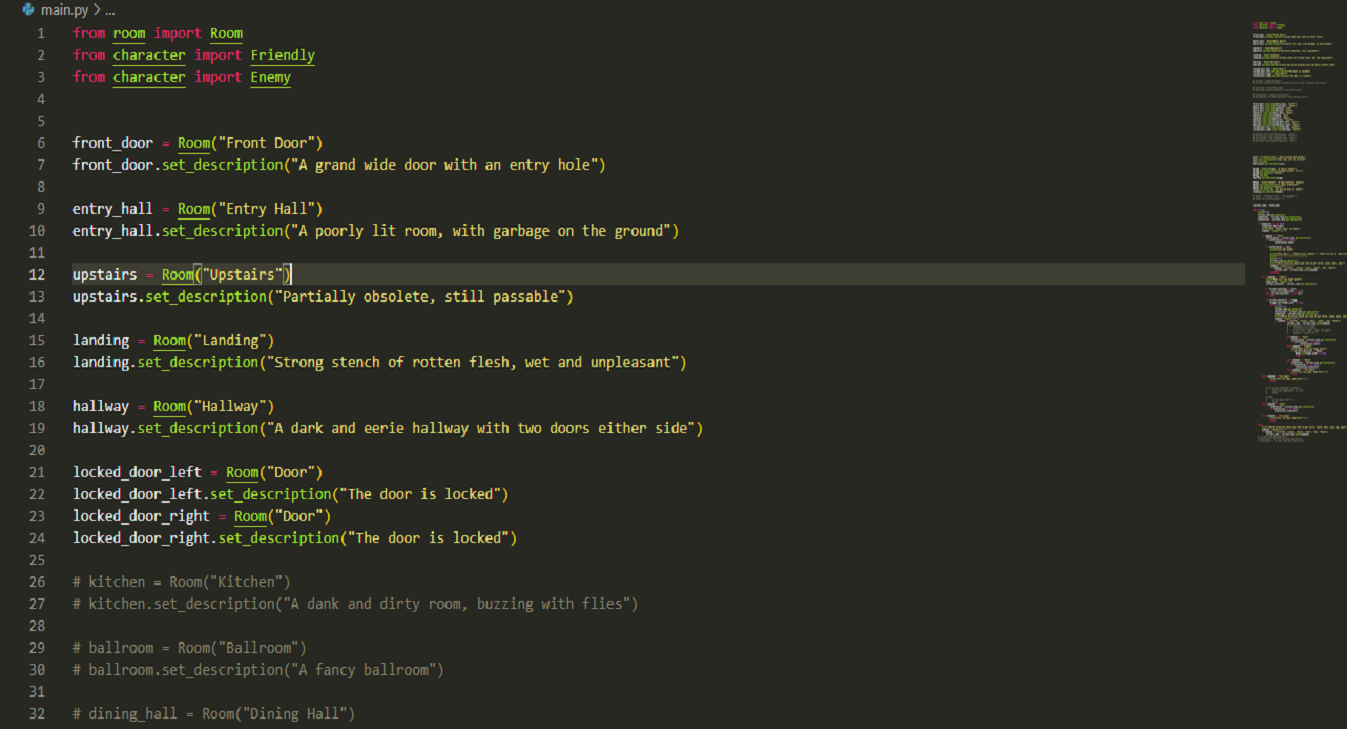 main.py > ...
1 from room import Room
2 from character import Friendly
3 from character import Enemy
4
5
6 front_door = Room("Front Door")
7 front_door.set_description("A grand wide door with an entry hole")
8
9 entry_hall = Room("Entry Hall")
10 entry_hall.set_description("A poorly lit room, with garbage on the ground")
11
12 upstairs = Room("Upstairs")
13 upstairs.set_description("Partially obsolete, still passable")
14
15 landing = Room("Landing")
16 landing.set_description("Strong stench of rotten flesh, wet and unpleasant")
17
18 hallway = Room("Hallway")
19 hallway.set_description("A dark and eerie hallway with two doors either side")
20
21 locked_door_left = Room("Door")
22 locked_door_left.set_description("The door is locked")
23 locked_door_right = Room("Door")
24 locked_door_right.set_description("The door is locked")
25
26 # kitchen = Room("Kitchen")
27 # kitchen.set_description("A dank and dirty room, buzzing with flies")
28
29 # ballroom = Room("Ballroom")
30 # ballroom.set_description("A fancy ballroom")
31
32 # dining_hall = Room("Dining Hall")